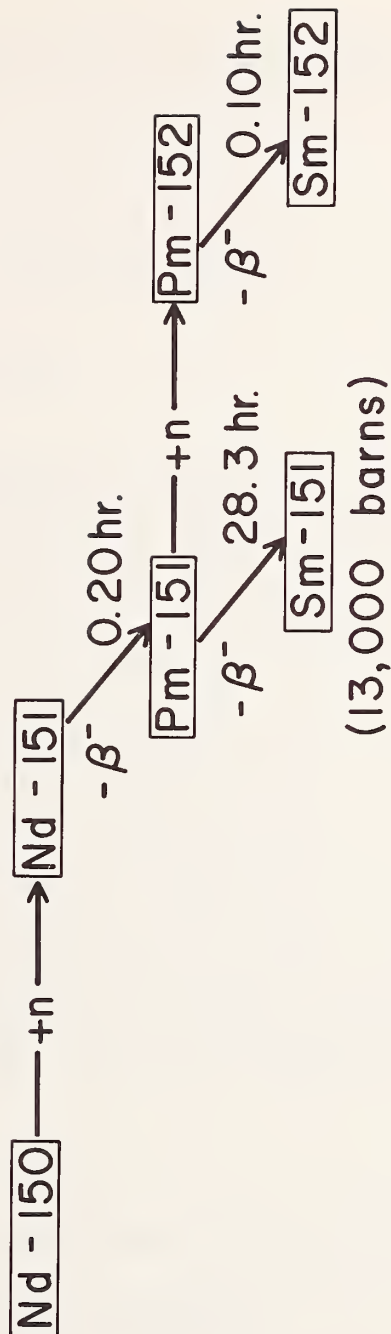 Nd - 150
+n
Nd - 151
-β⁻
0.20 hr.
Pm - 151
+n
Pm - 152
-β⁻
28.3 hr.
-β⁻
0.10 hr.
Sm - 151
Sm - 152
(13,000 barns)